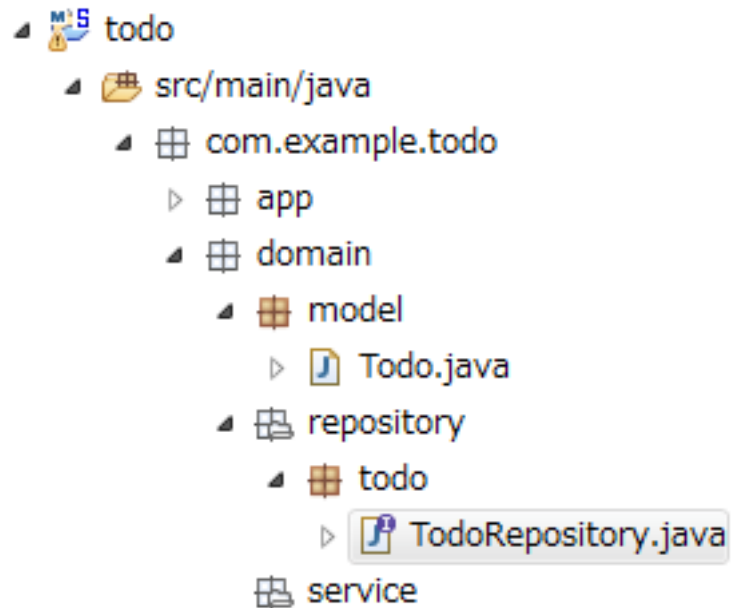 todo
src/main/java
com.example.todo
app
domain
model
Todo.java
repository
todo
TodoRepository.java
service